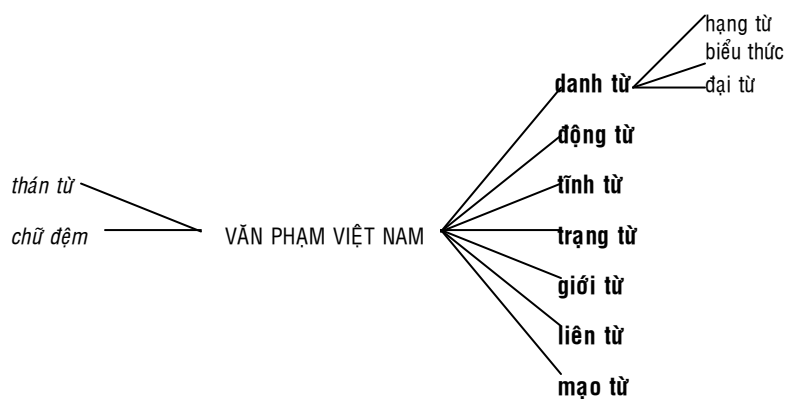 hạng từ
biểu thức
danh từ
đại từ
động từ
thán từ
tĩnh từ
chữ đệm
VĂN PHẠM VIỆT NAM
trạng từ
giới từ
liên từ
mạo từ